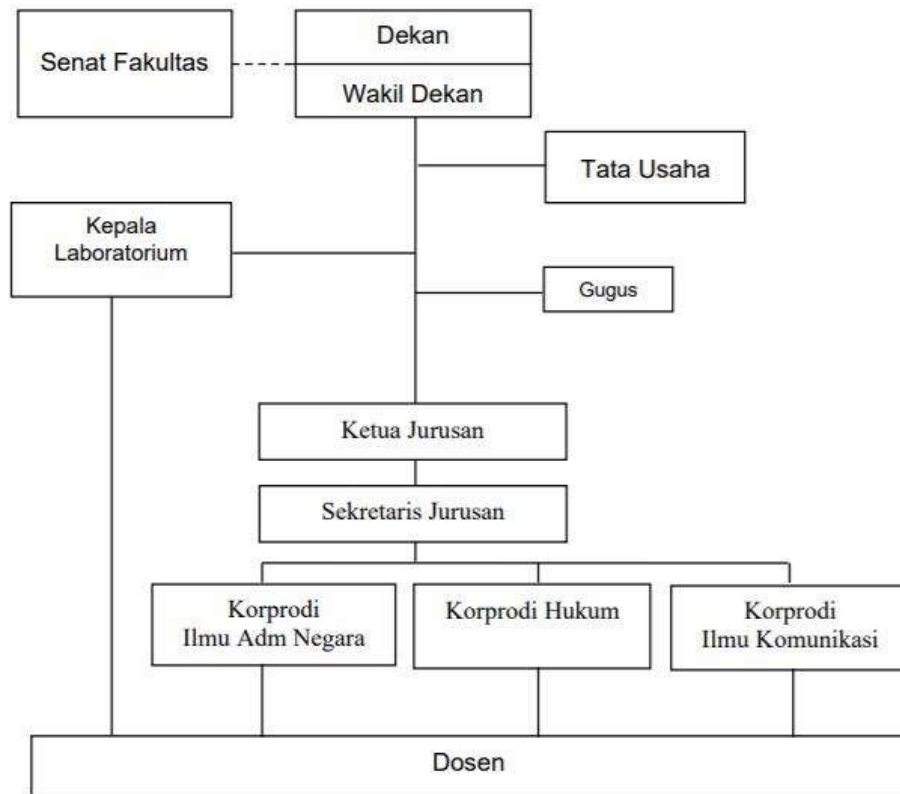 Dekan
Senat Fakultas
Wakil Dekan
Tata Usaha
Kepala
Laboratorium
Gugus
Ketua Jurusan
Sekretaris Jurusan
Korprodi
Ilmu Adm Negara
Korprodi Hukum
Korprodi
Ilmu Komunikasi
Dosen